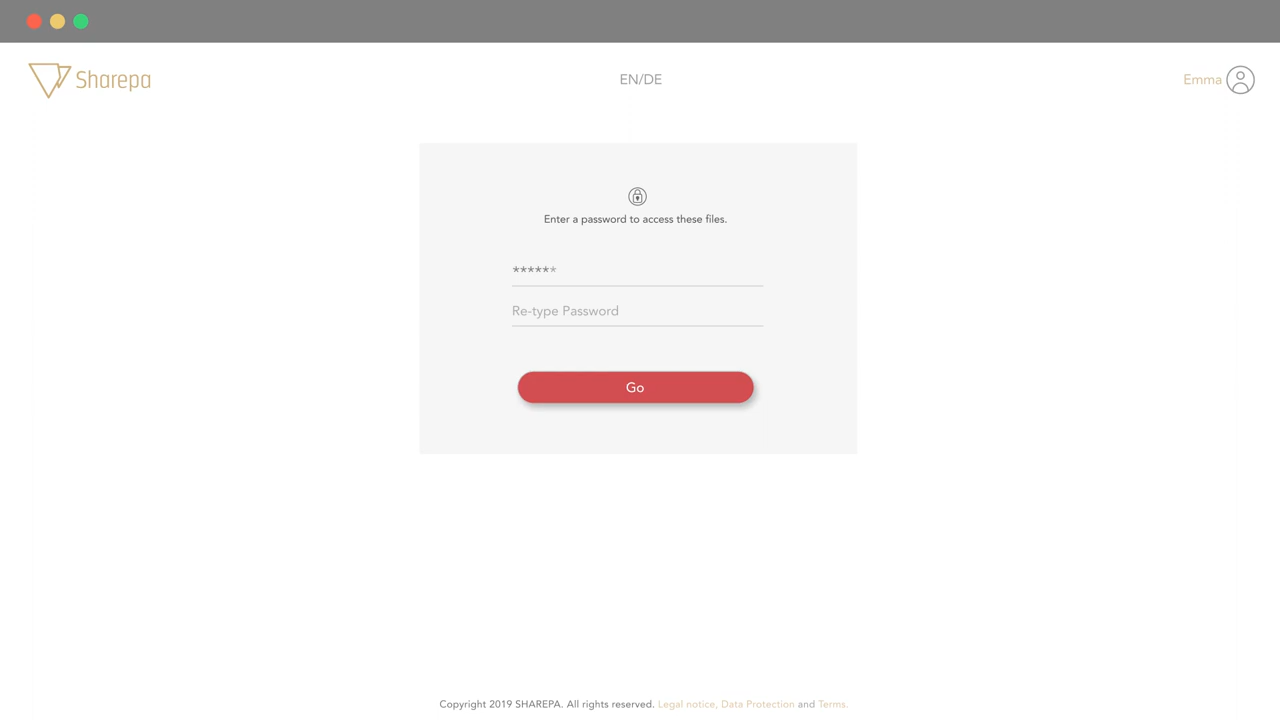 Sharepa
EN/DE
Emma
Enter a password to access these files.
******
Re-type Password
Go
Copyright 2019 SHAREPA. All rights reserved. Legal notice, Data Protection and Terms.